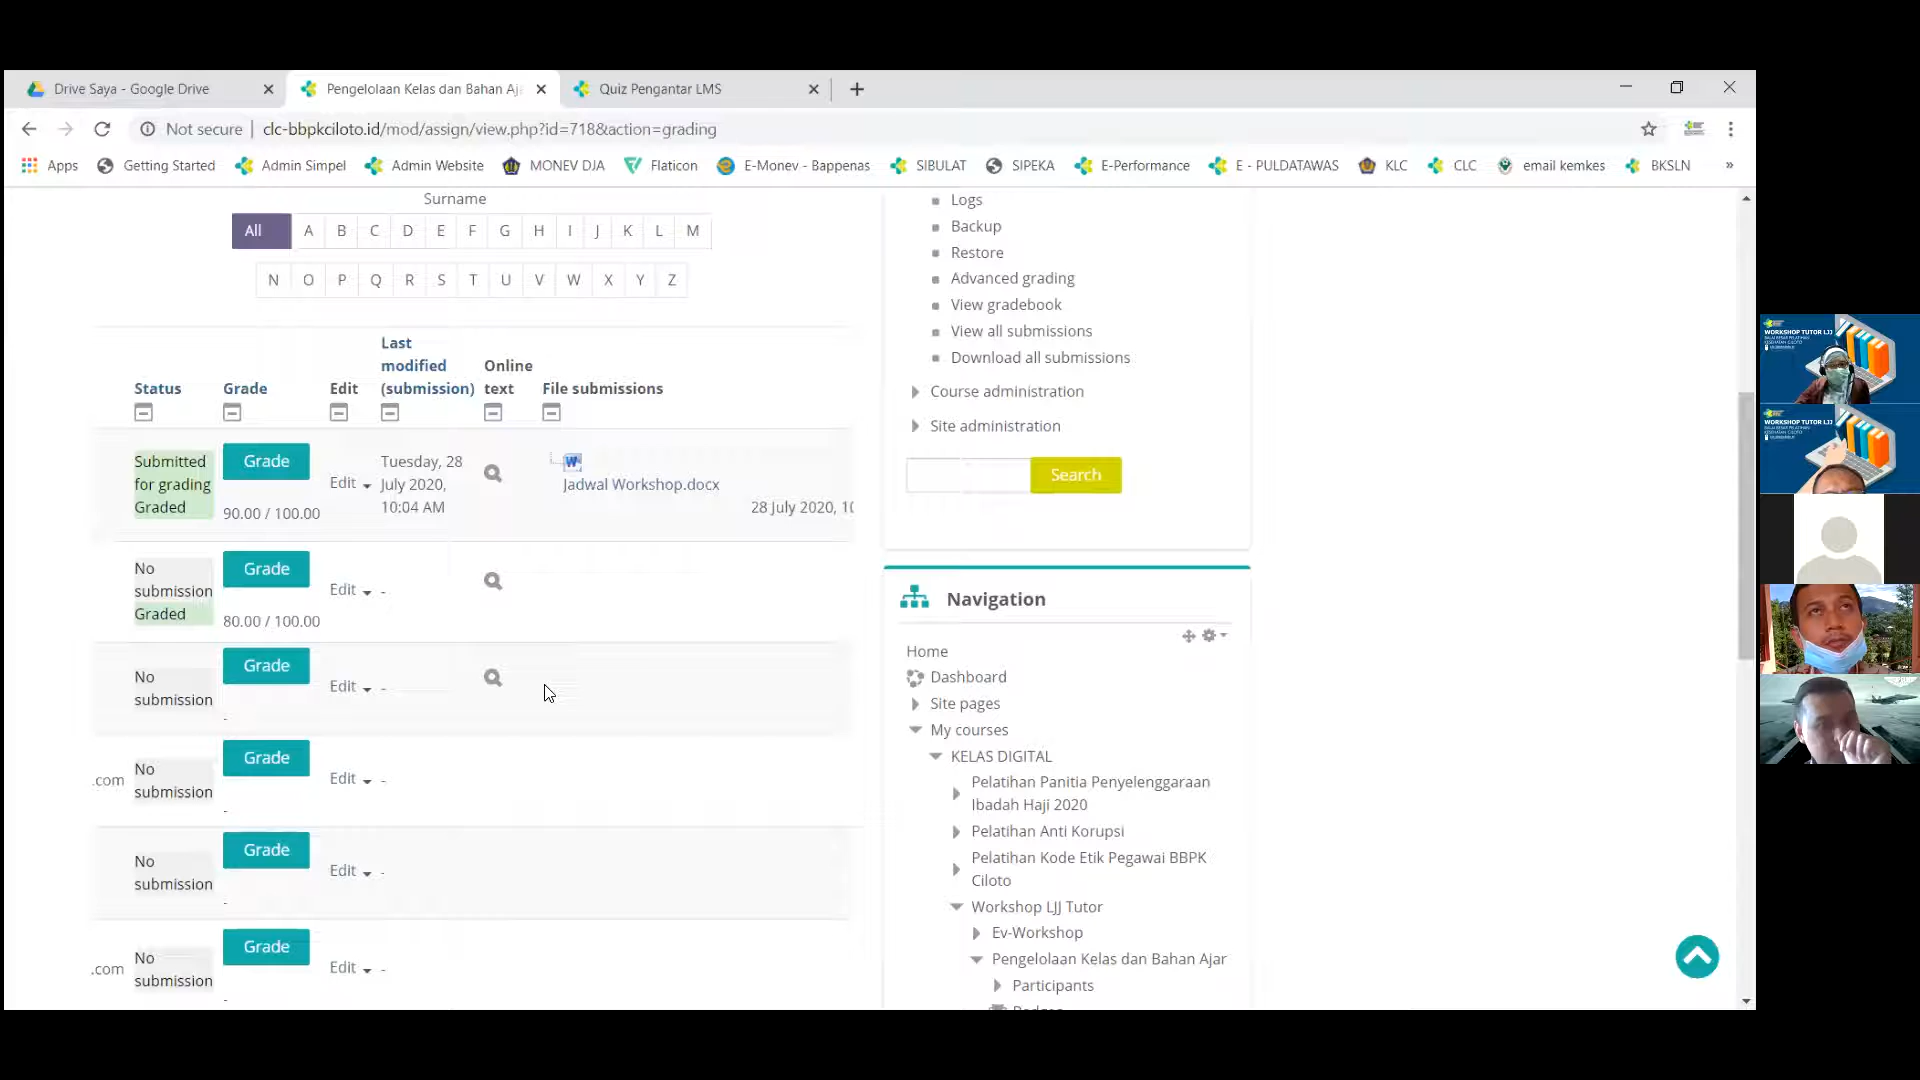 Drive Saya - Google Drive
Pengelolaan Kelas dan Bahan Aj
Quiz Pengantar LMS
Not secure
clc-bbpkciloto.id/mod/assign/view.php?id=718&action=grading
Apps
Getting Started
Admin Simpel
Admin Website
MONEV DJA
Flaticon
E-Monev - Bappenas
SIBULAT
SIPEKA
E-Performance
E - PULDATAWAS
KLC
CLC
email kemkes
BKSLN
»
Surname
All A B C D E F G H I J K L M
N O P Q R S T U V W X Y Z
Status
Grade
Edit
Last
modified
(submission)
Online
text
File submissions
Submitted
for grading
Graded
Grade
90.00 / 100.00
Edit
Tuesday, 28
July 2020,
10:04 AM
Jadwal Workshop.docx
28 July 2020, 10
No
submission
Graded
Grade
80.00 / 100.00
Edit
-
No
submission
Grade
-
Edit
-
.com
No
submission
Grade
-
Edit
-
No
submission
Grade
-
Edit
-
.com
No
submission
Grade
-
Edit
-
Logs
Backup
Restore
Advanced grading
View gradebook
View all submissions
Download all submissions
Course administration
Site administration
Search
Navigation
Home
Dashboard
Site pages
My courses
KELAS DIGITAL
Pelatihan Panitia Penyelenggaraan
Ibadah Haji 2020
Pelatihan Anti Korupsi
Pelatihan Kode Etik Pegawai BBPK
Ciloto
Workshop LJJ Tutor
Ev-Workshop
Pengelolaan Kelas dan Bahan Ajar
Participants
WORKSHOP TUTOR LJJ
WORKSHOP TUTOR LJJ